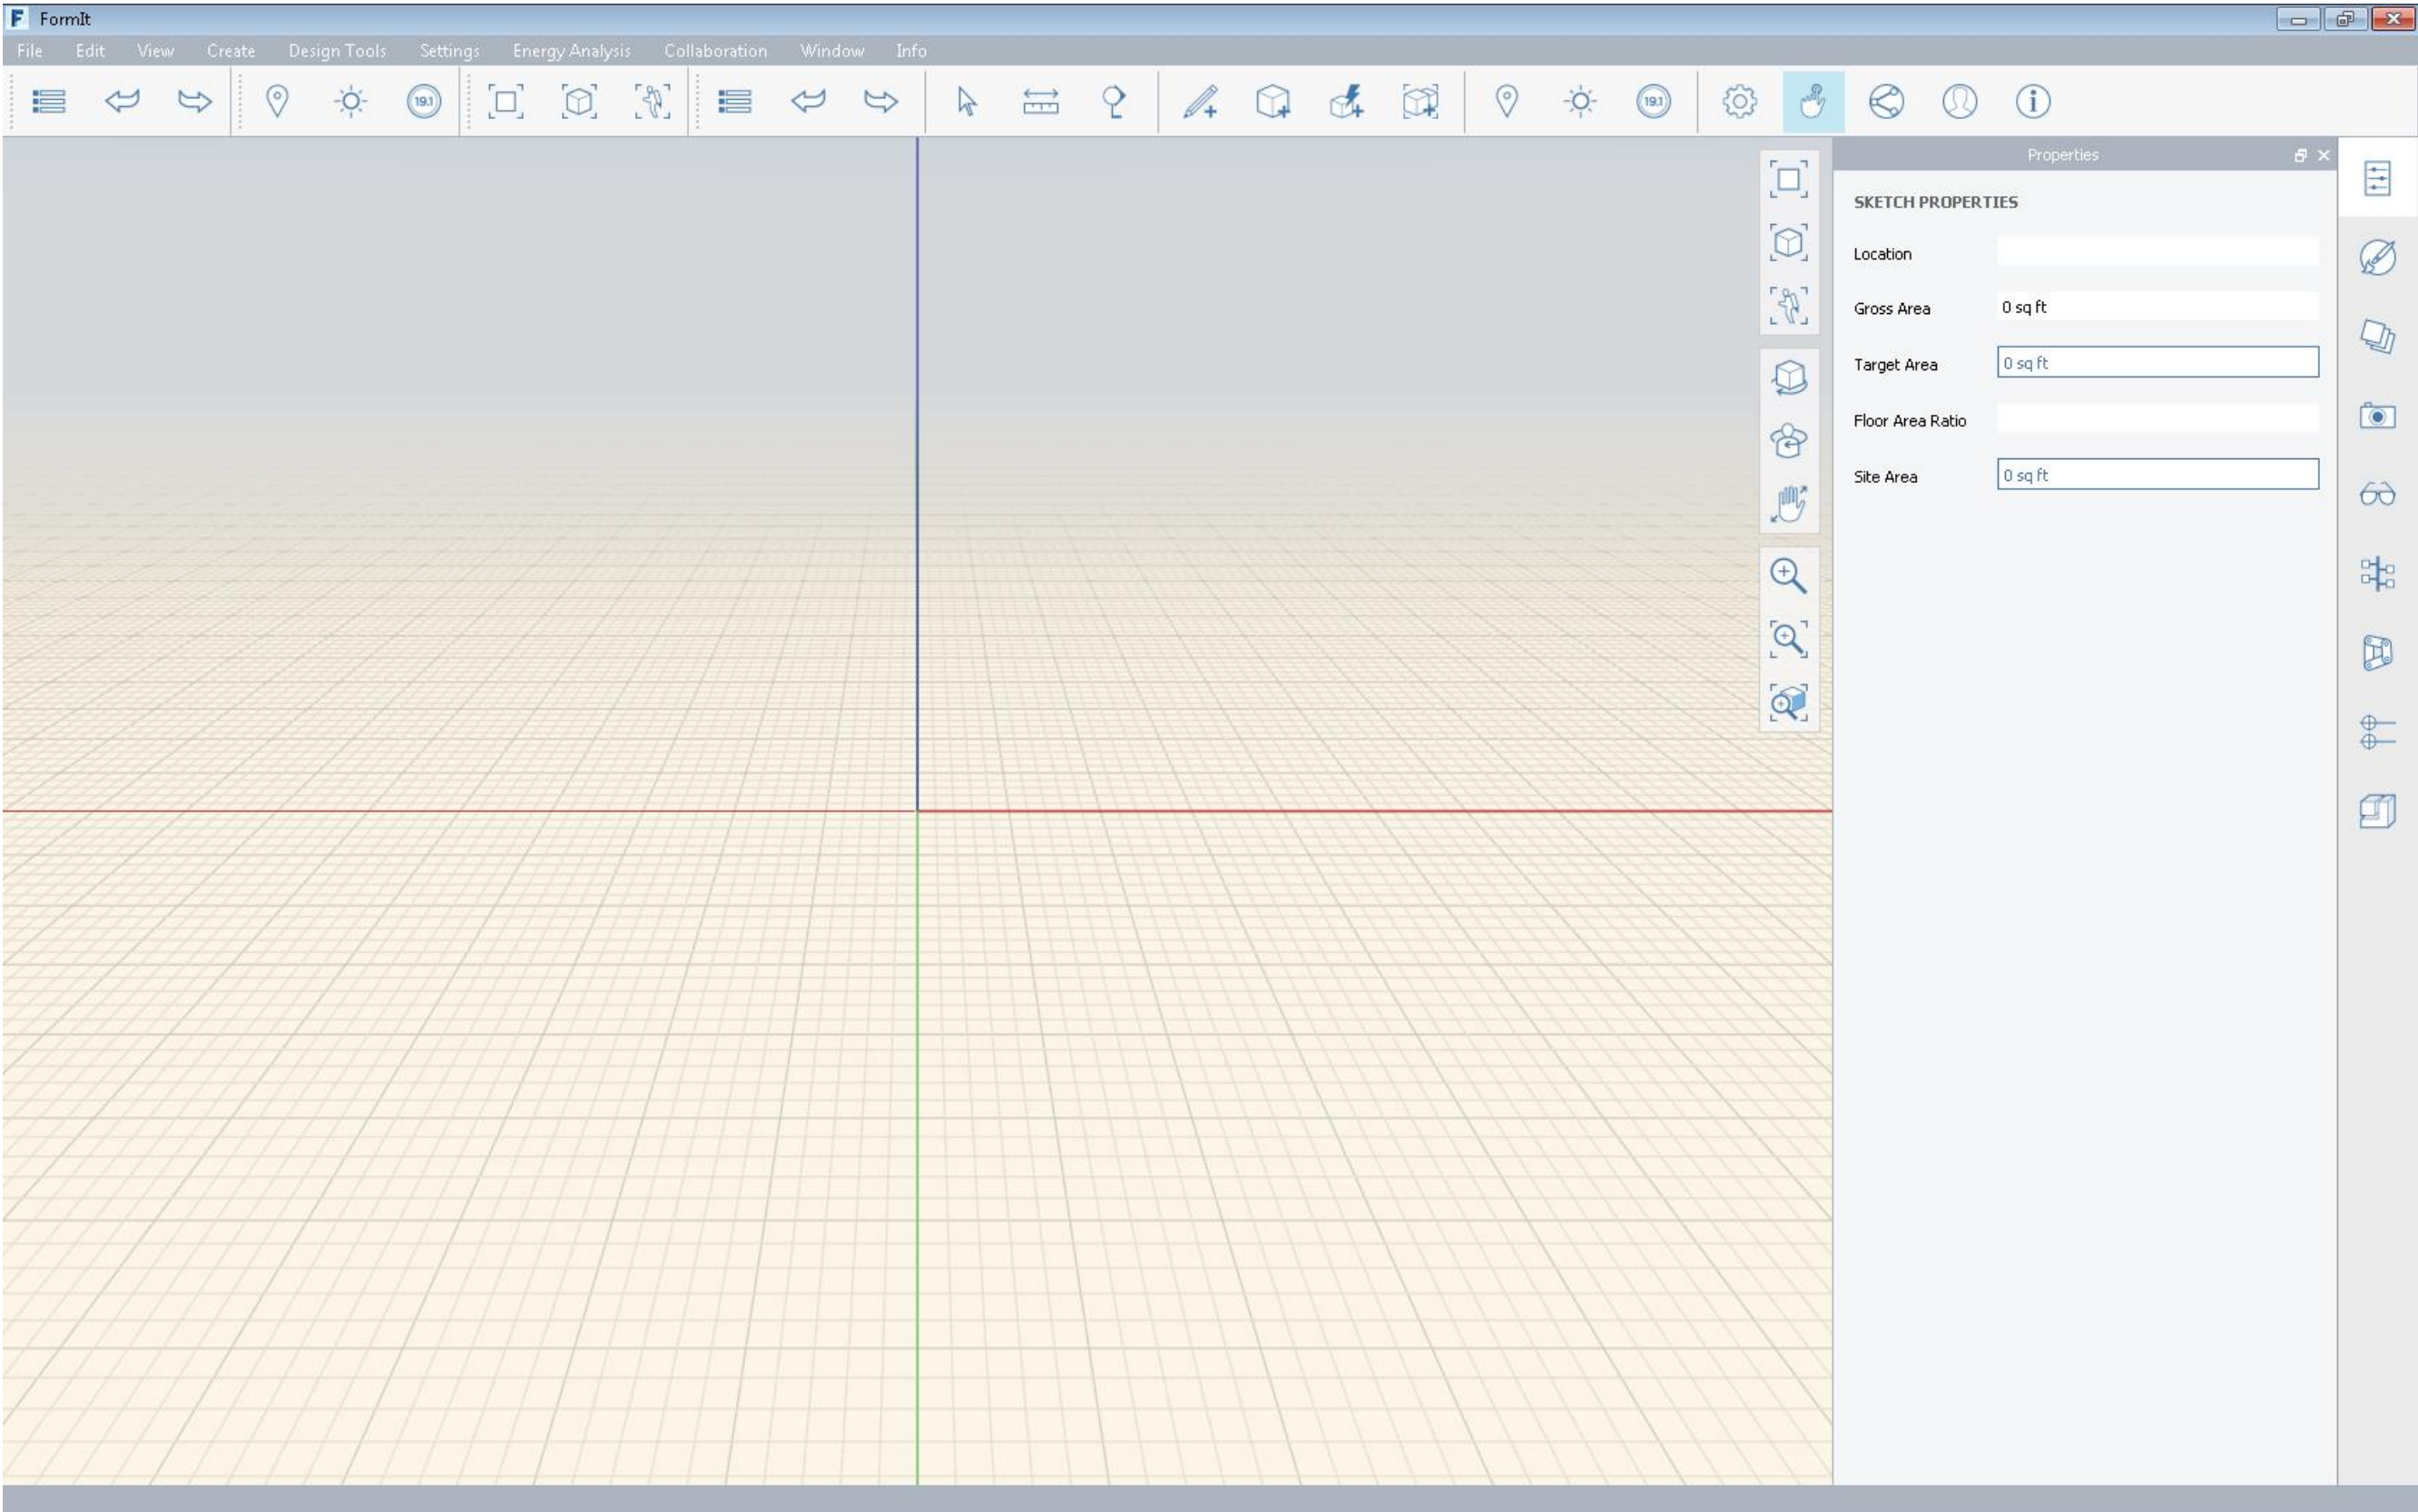 FormIt
File Edit View Create Design Tools Settings Energy Analysis Collaboration Window Info
19.1 19.1
Properties
SKETCH PROPERTIES
Location
Gross Area 0 sq ft
Target Area 0 sq ft
Floor Area Ratio
Site Area 0 sq ft